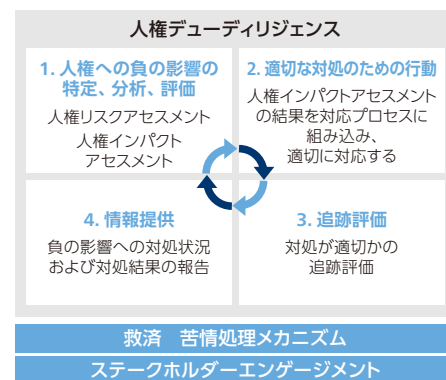 人権デューディリジェンス
1. 人権への負の影響の
特定、分析、評価
人権リスクアセスメント
人権インパクト
アセスメント
2. 適切な対処のための行動
人権インパクトアセスメント
の結果を対応プロセスに
組み込み、
適切に対応する
4. 情報提供
負の影響への対処状況
および対処結果の報告
3. 追跡評価
対処が適切かの
追跡評価
救済　苦情処理メカニズム
ステークホルダーエンゲージメント